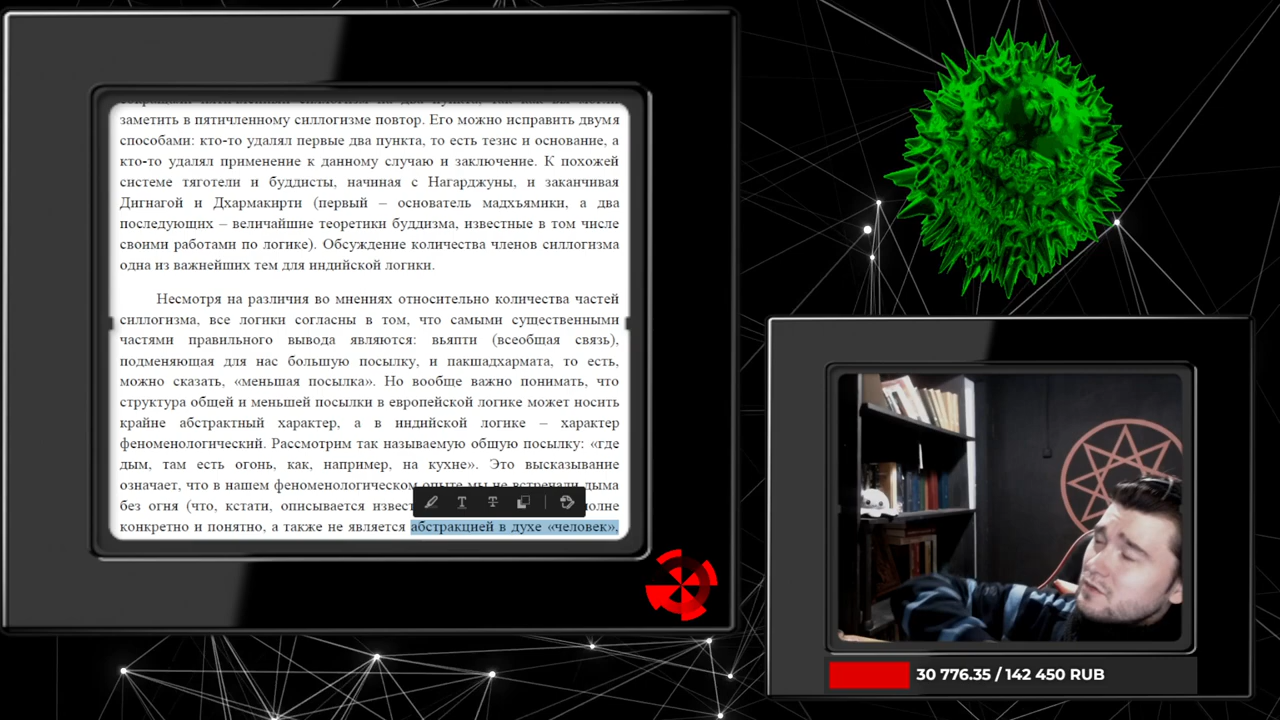 заметить в пятичленному силлогизме повтор. Его можно исправить двумя
способами: кто-то удалял первые два пункта, то есть тезис и основание, а
кто-то удалял применение к данному случаю и заключение. К похожей
системе тяготели и буддисты, начиная с Нагарджуны, и заканчивая
Дигнагой и Дхармакирти (первый – основатель мадхъямики, а два
последующих – величайшие теоретики буддизма, известные в том числе
своими работами по логике). Обсуждение количества членов силлогизма
одна из важнейших тем для индийской логики.
Несмотря на различия во мнениях относительно количества частей
силлогизма, все логики согласны в том, что самыми существенными
частями правильного вывода являются: вьяпти (всеобщая связь),
подменяющая для нас большую посылку, и пакшадхармата, то есть,
можно сказать, «меньшая посылка». Но вообще важно понимать, что
структура общей и меньшей посылки в европейской логике может носить
крайне абстрактный характер, а в индийской логике – характер
феноменологический. Рассмотрим так называемую общую посылку: «где
дым, там есть огонь, как, например, на кухне». Это высказывание
означает, что в нашем феноменологическом опыте мы не встречали дыма
без огня (что, кстати, описывается
конкретно и понятно, а также не является абстракцией в духе «человек»,
30 776.35 / 142 450 RUB